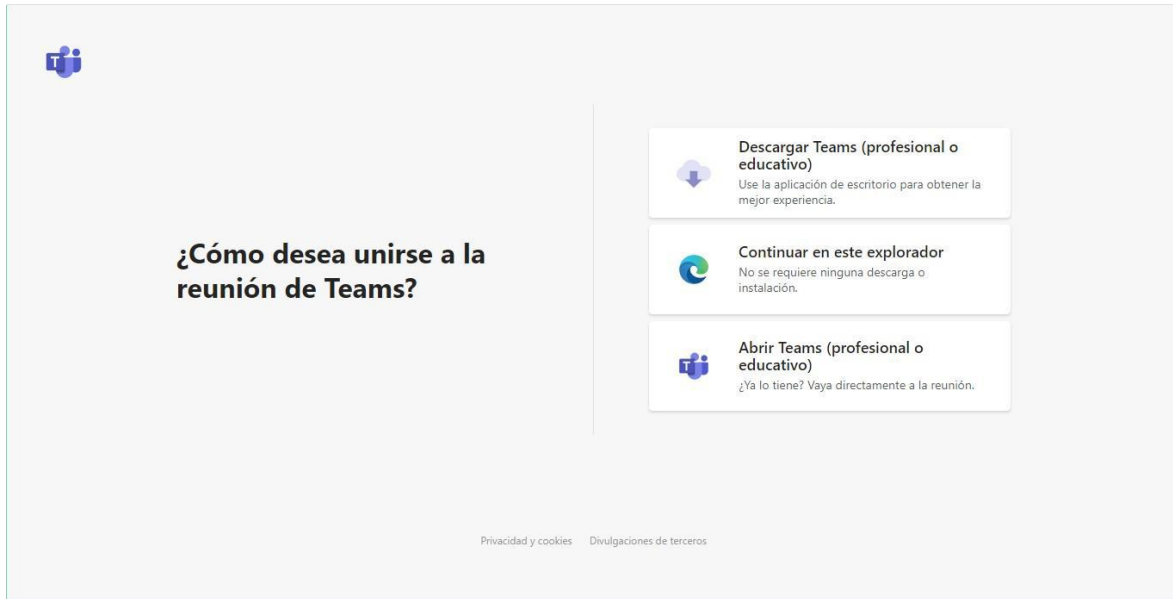 ¿Cómo desea unirse a la
reunión de Teams?
Descargar Teams (profesional o
educativo)
Use la aplicación de escritorio para obtener la
mejor experiencia.
Continuar en este explorador
No se requiere ninguna descarga o
instalación.
Abrir Teams (profesional o
educativo)
¿Ya lo tiene? Vaya directamente a la reunión.
Privacidad y cookies Divulgaciones de terceros